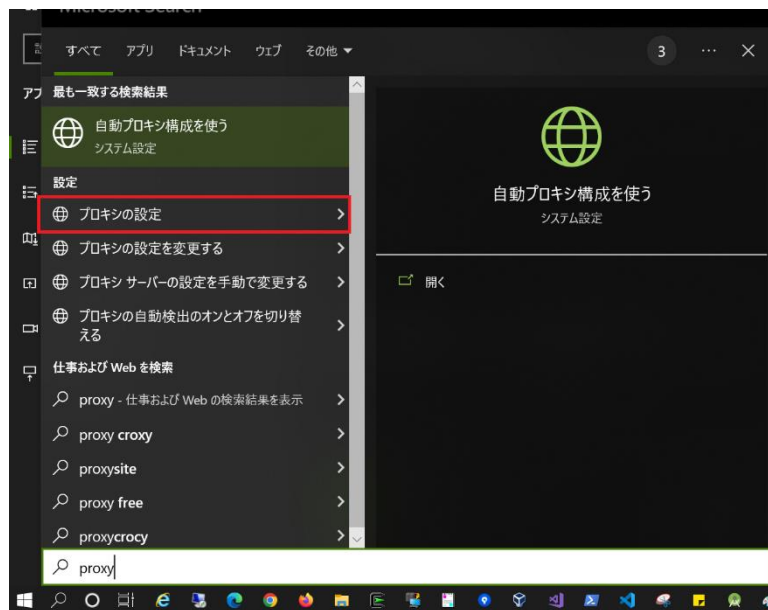 Microsoft Search
すべて アプリ ドキュメント ウェブ その他 3 ... ×
アプ 最も一致する検索結果
自動プロキシ構成を使う
システム設定
設定
プロキシの設定
プロキシの設定を変更する
プロキシ サーバーの設定を手動で変更する
プロキシの自動検出のオンとオフを切り替
える
仕事および Web を検索
proxy - 仕事および Web の検索結果を表示
proxy croxy
proxysite
proxy free
proxycrocy
proxy
自動プロキシ構成を使う
システム設定
開く